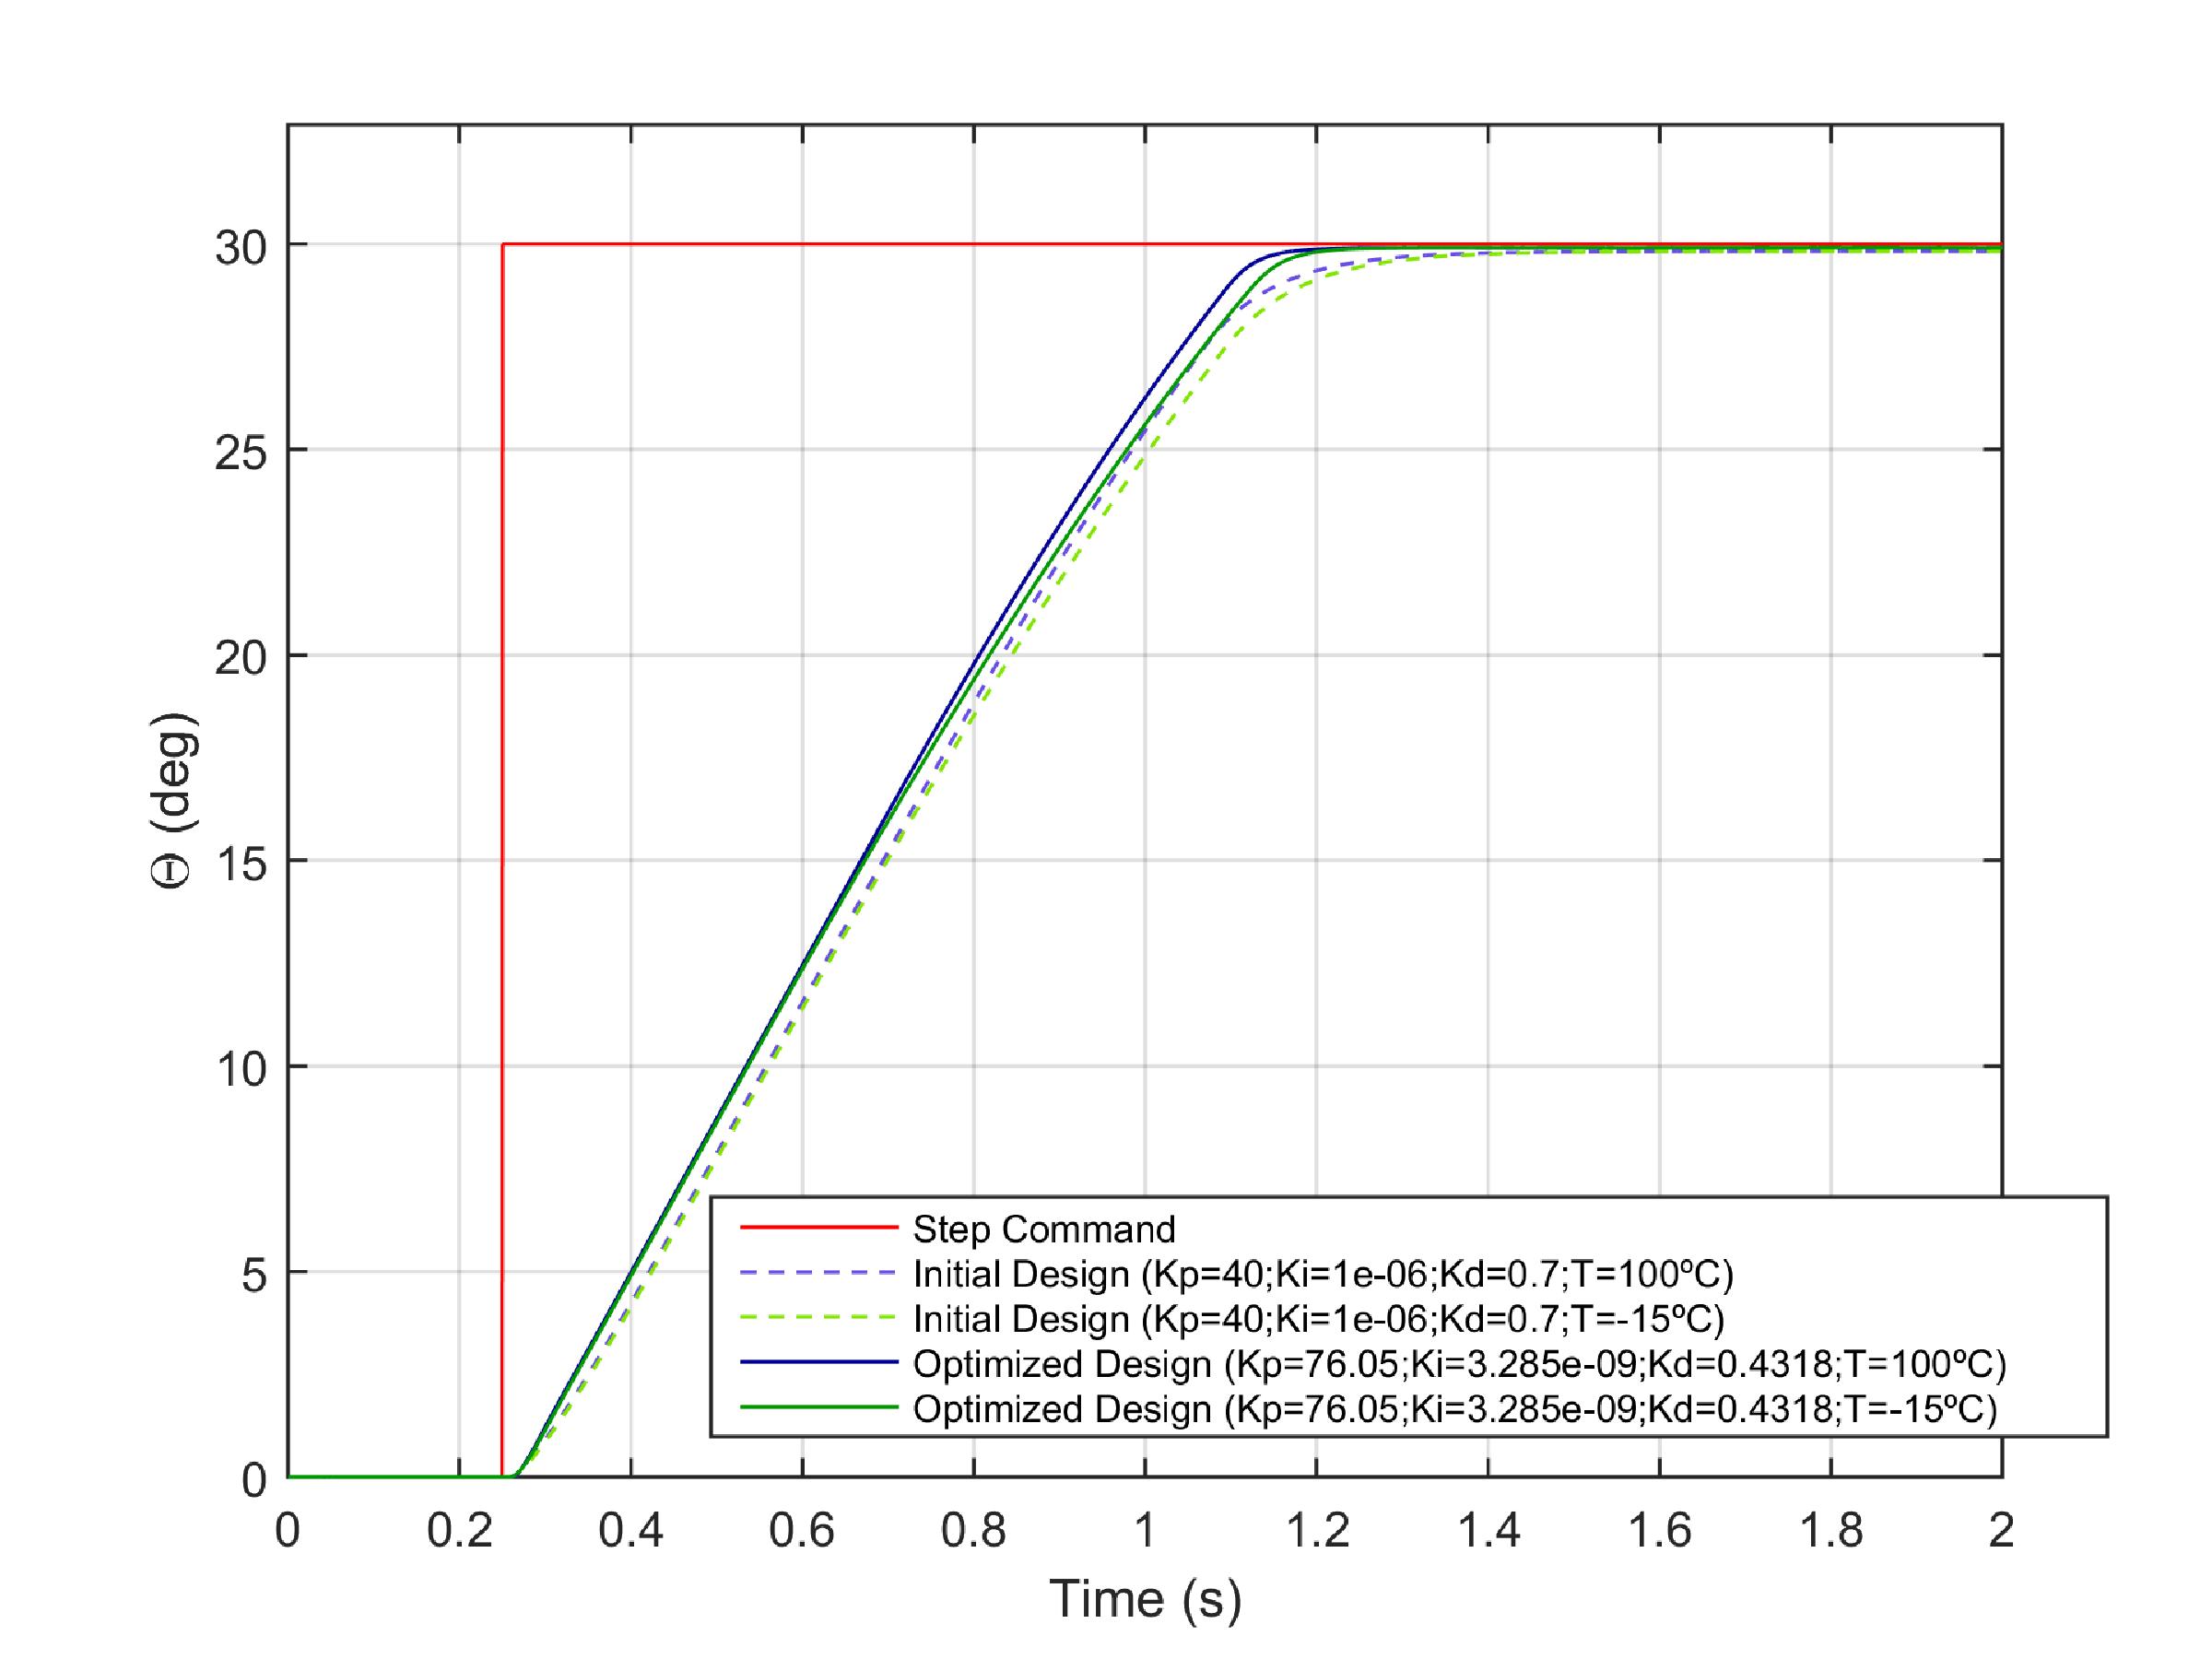 30
25
20
15
10
5
0
Θ (deg)
Step Command
Initial Design (Kp=40;Ki=1e-06;Kd=0.7;T=100ºC)
Initial Design (Kp=40;Ki=1e-06;Kd=0.7;T=-15ºC)
Optimized Design (Kp=76.05;Ki=3.285e-09;Kd=0.4318;T=100ºC)
Optimized Design (Kp=76.05;Ki=3.285e-09;Kd=0.4318;T=-15ºC)
0 0.2 0.4 0.6 0.8 1 1.2 1.4 1.6 1.8 2
Time (s)